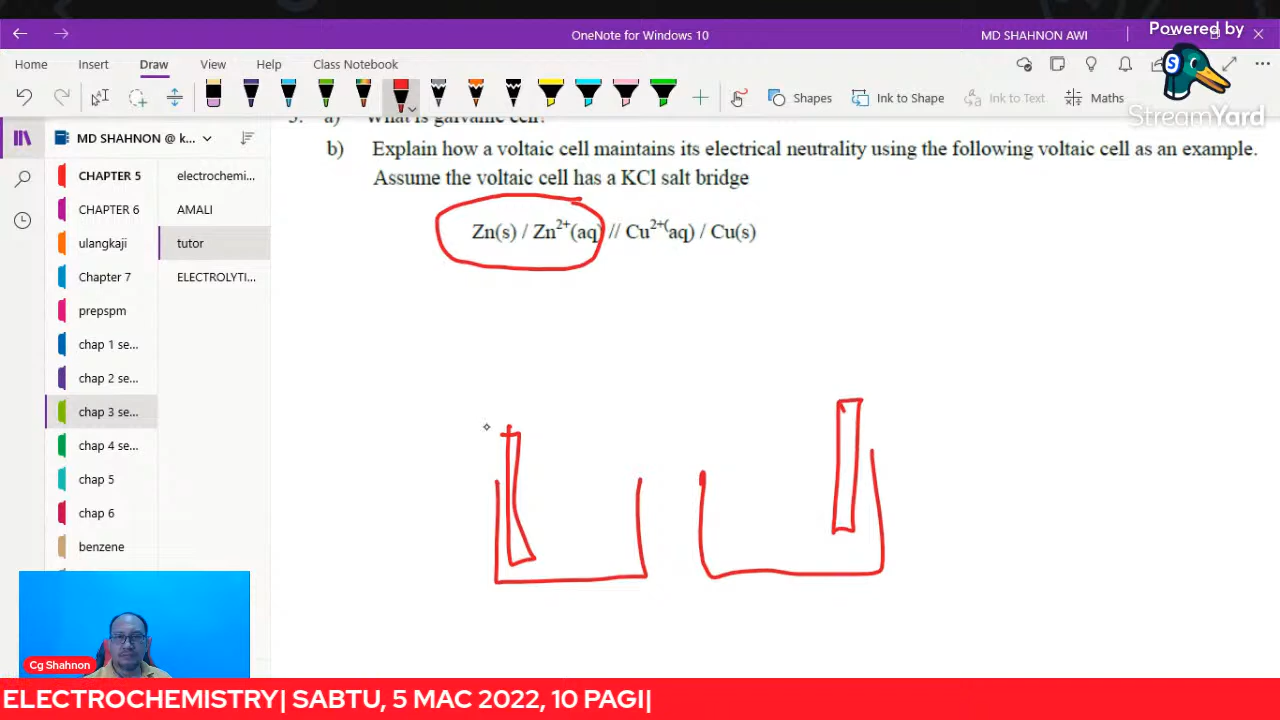 OneNote for Windows 10
MD SHAHNON AWI
Powered by
StreamYard
Home Insert Draw View Help Class Notebook
Shapes Ink to Shape Ink to Text Maths
MD SHAHNON @ k...
CHAPTER 5
CHAPTER 6
ulangkaji
Chapter 7
prepspm
chap 1 se...
chap 2 se...
chap 3 se...
chap 4 se...
chap 5
chap 6
benzene
electrochemi...
AMALI
tutor
ELECTROLYTI...
a) What is galvanic cell?
b) Explain how a voltaic cell maintains its electrical neutrality using the following voltaic cell as an example.
Assume the voltaic cell has a KCl salt bridge
Zn(s) / Zn²⁺(aq) // Cu²⁺⁽aq) / Cu(s)
Cg Shahnon
ELECTROCHEMISTRY| SABTU, 5 MAC 2022, 10 PAGI|